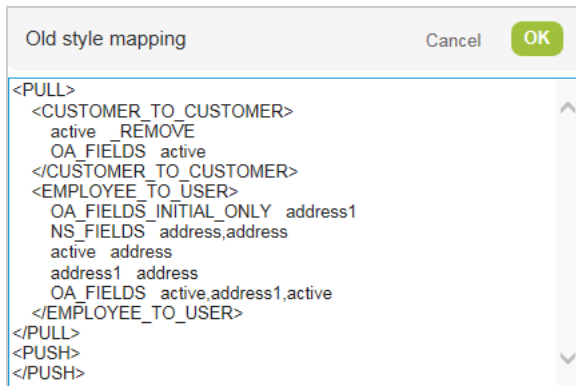 Old style mapping Cancel OK
<PULL>
<CUSTOMER_TO_CUSTOMER>
active _REMOVE
OA_FIELDS active
</CUSTOMER_TO_CUSTOMER>
<EMPLOYEE_TO_USER>
OA_FIELDS_INITIAL_ONLY address1
NS_FIELDS address,address
active address
address1 address
OA_FIELDS active,address1,active
</EMPLOYEE_TO_USER>
</PULL>
<PUSH>
</PUSH>